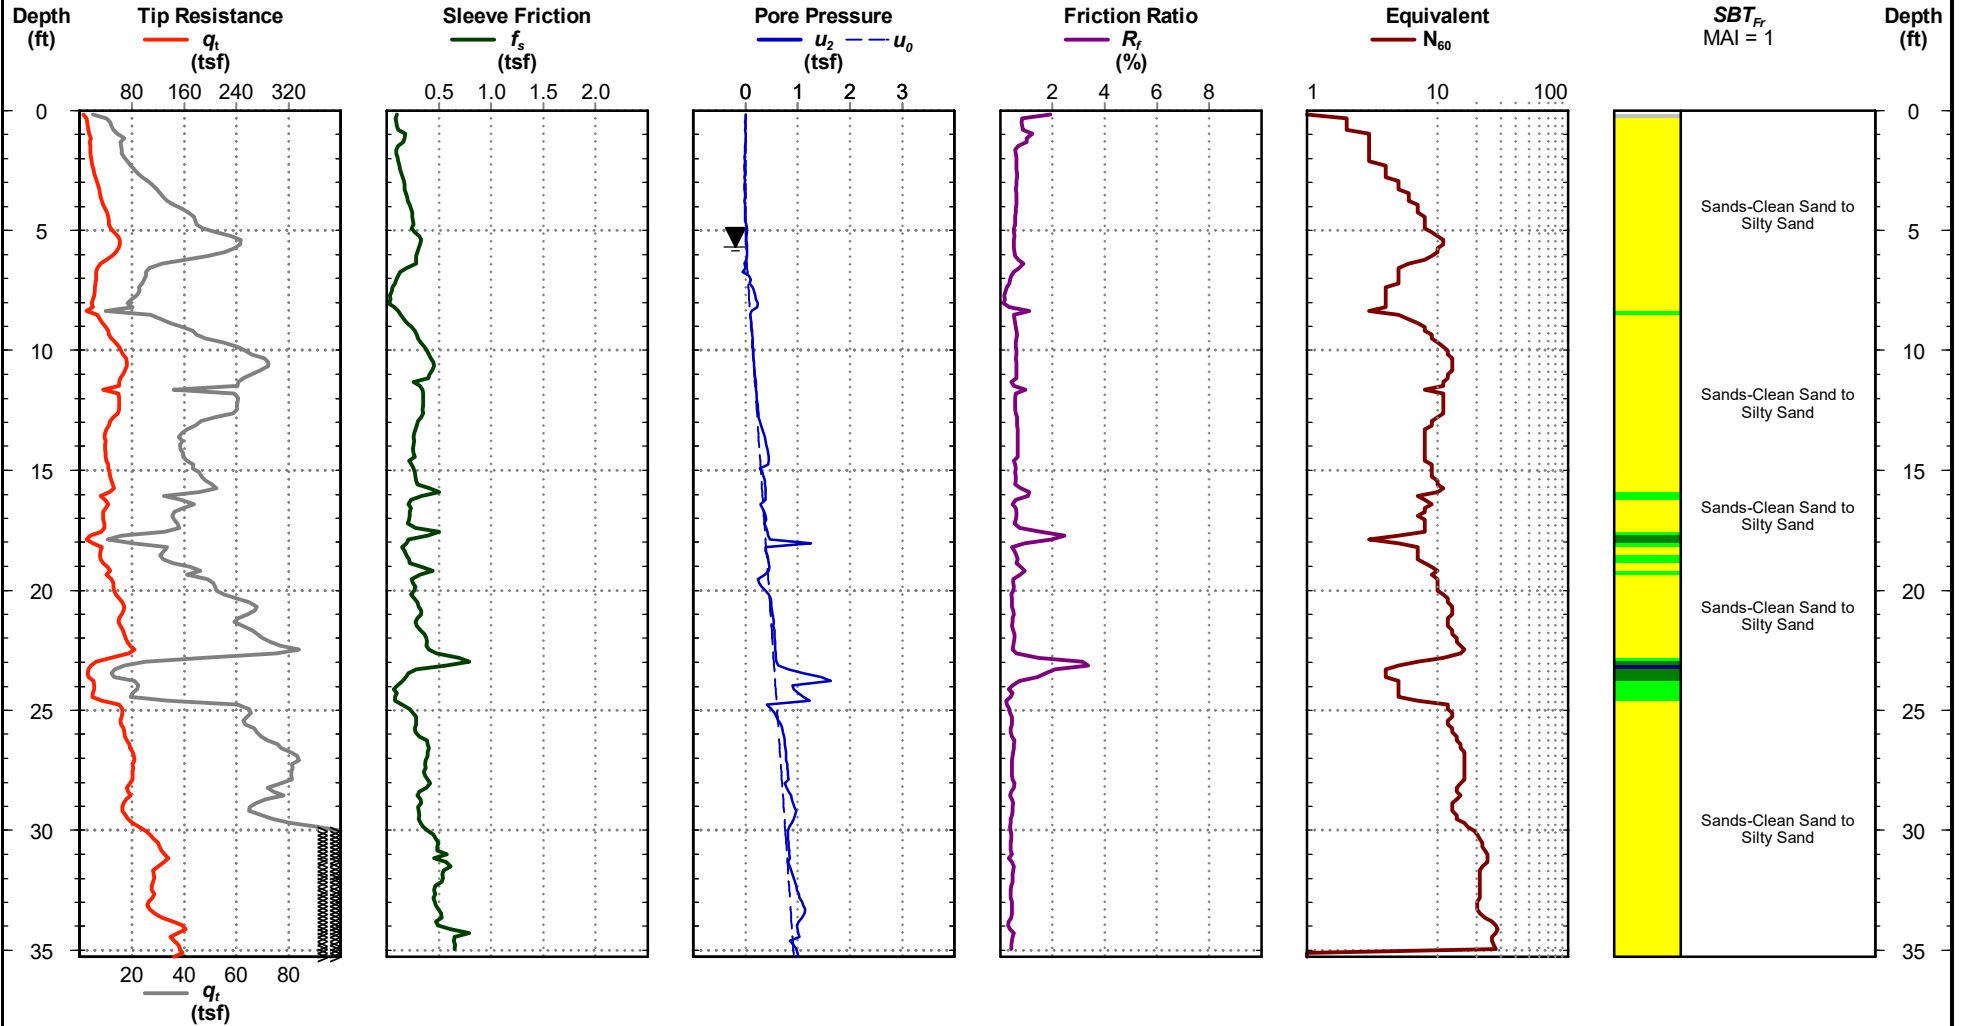 Depth
(ft)
Tip Resistance
qt
(tsf)
Sleeve Friction
fs
(tsf)
Pore Pressure
u2 u0
(tsf)
Friction Ratio
Rf
(%)
Equivalent
N60
SBTFr
MAI = 1
Depth
(ft)
80 160 240 320
0.5 1.0 1.5 2.0
0 1 2 3
2 4 6 8
1 10 100
0 0
Sands-Clean Sand to
Silty Sand
5 5
10 10
Sands-Clean Sand to
Silty Sand
15 15
Sands-Clean Sand to
Silty Sand
20 20
Sands-Clean Sand to
Silty Sand
25 25
30 30
Sands-Clean Sand to
Silty Sand
35 35
20 40 60 80
qt
(tsf)